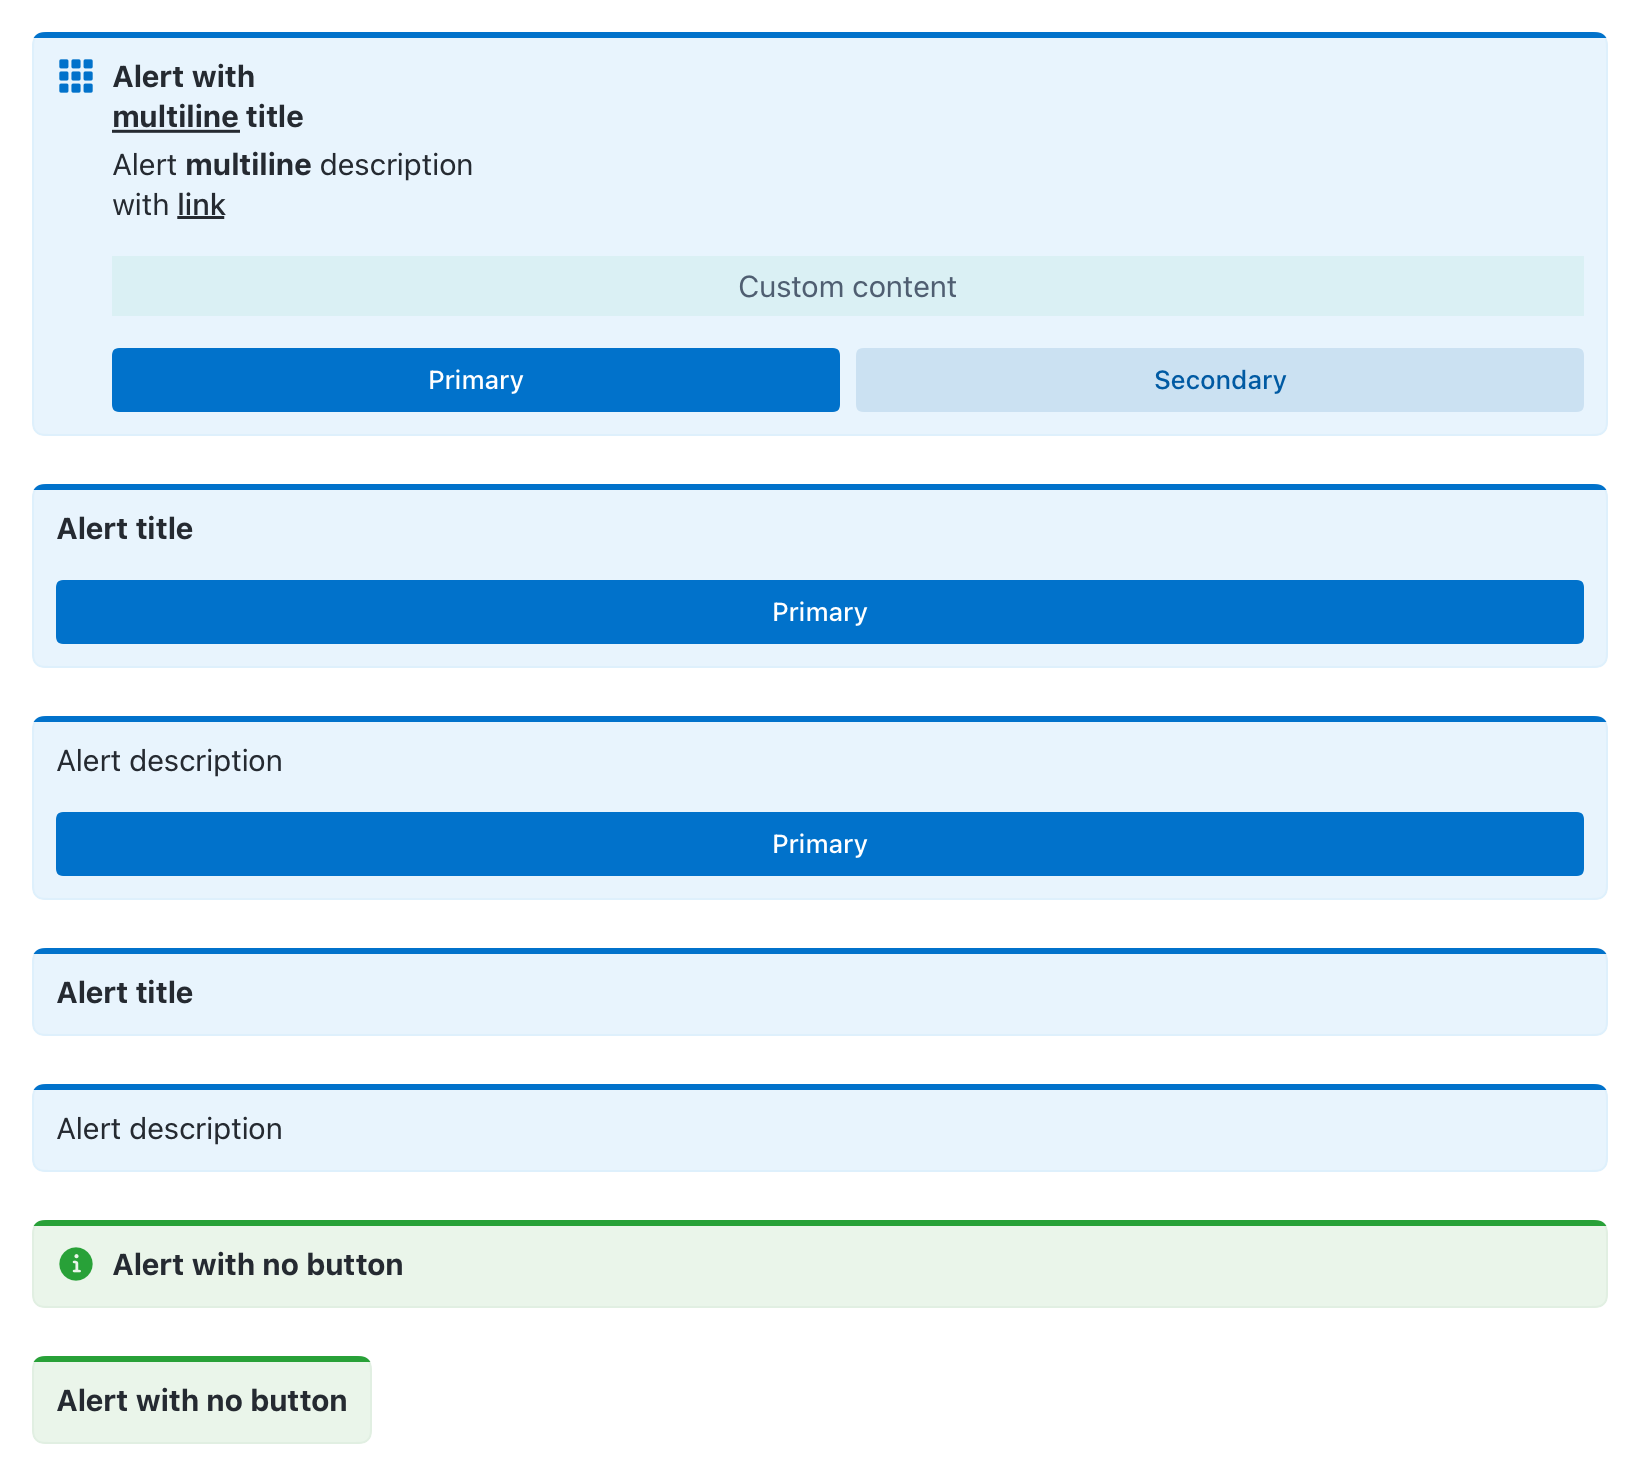 Alert with
multiline title
Alert multiline description
with link
Custom content
Primary
Secondary
Alert title
Primary
Alert description
Primary
Alert title
Alert description
Alert with no button
Alert with no button